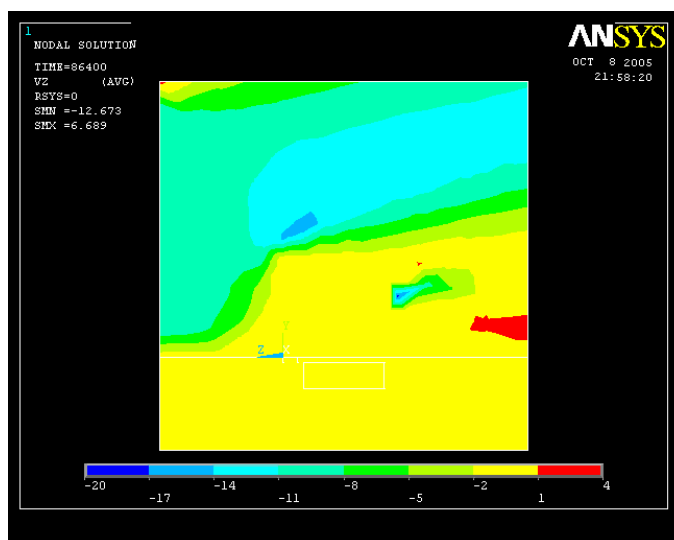 1
NODAL SOLUTION
TIME=86400
VZ (AVG)
RSYS=0
SMN =-12.673
SMX =6.689
ANSYS
OCT 8 2005
21:58:20
Y
Z X
-20 -14 -8 -2 4
-17 -11 -5 1